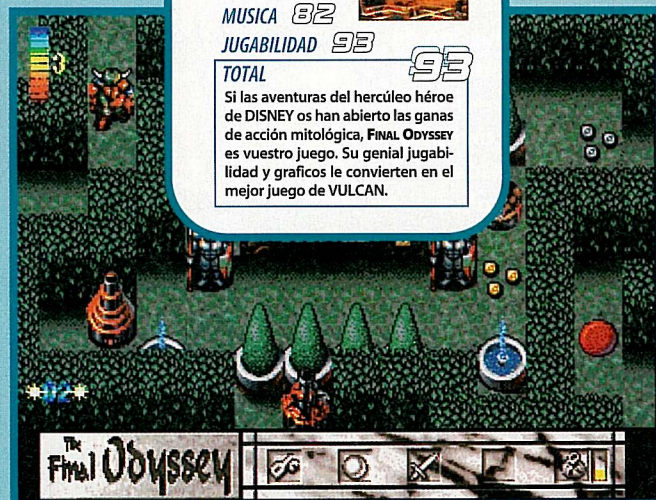 MUSICA 82
JUGABILIDAD 93
TOTAL 93
Si las aventuras del hercúleo héroe
de DISNEY os han abierto las ganas
de acción mitológica, FINAL ODYSSEY
es vuestro juego. Su genial jugabi-
lidad y graficos le convierten en el
mejor juego de VULCAN.
02
The
Final Odyssey